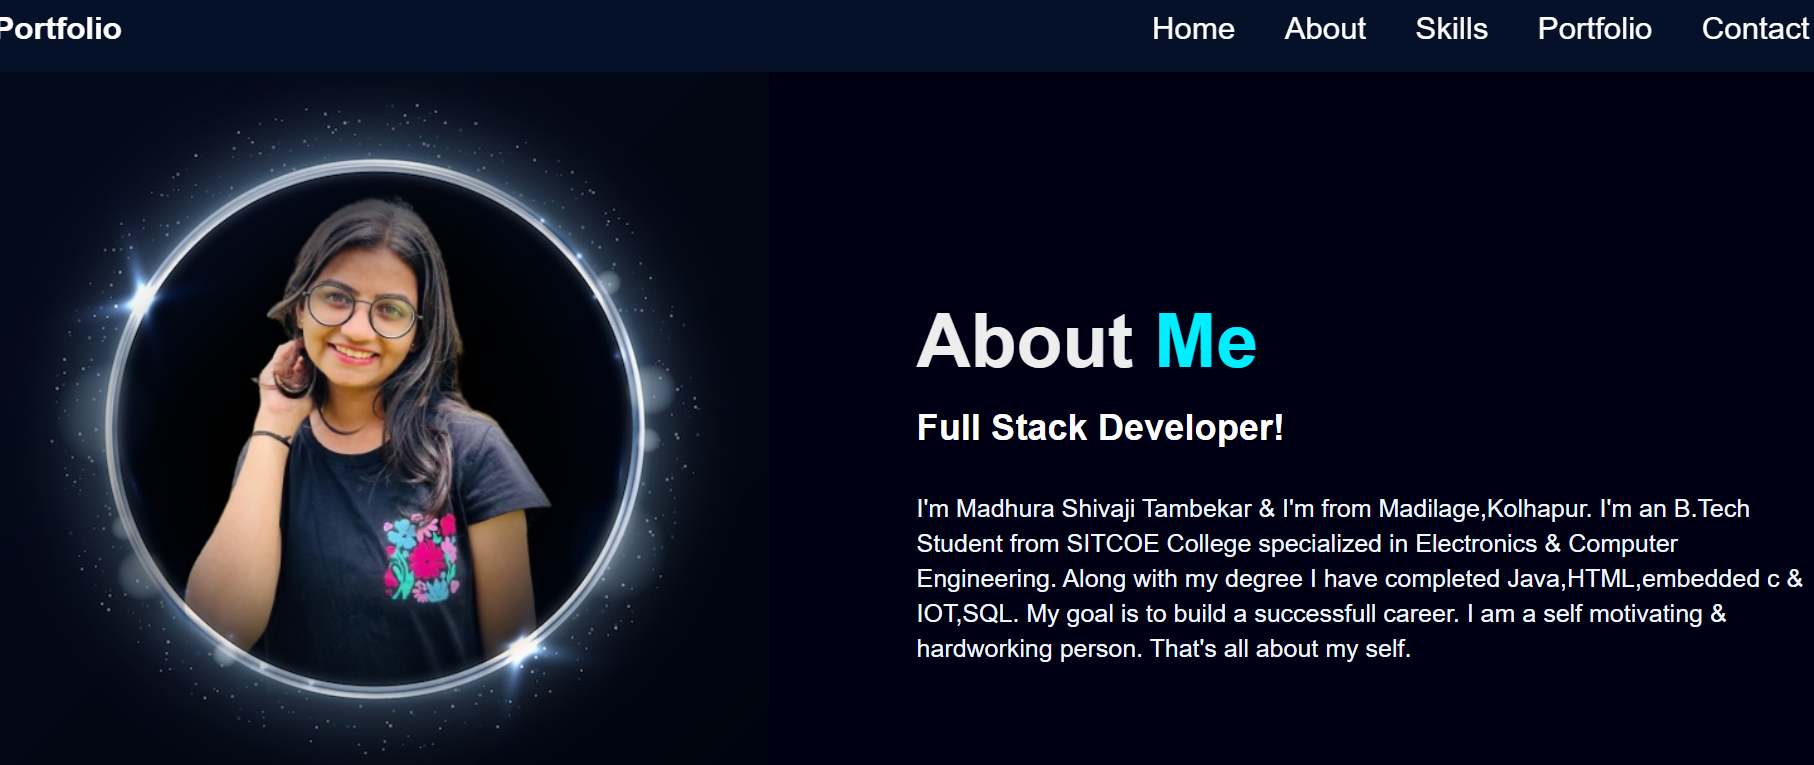 Portfolio
Home About Skills Portfolio Contact
About Me
Full Stack Developer!
I'm Madhura Shivaji Tambekar & I'm from Madilage,Kolhapur. I'm an B.Tech
Student from SITCOE College specialized in Electronics & Computer
Engineering. Along with my degree I have completed Java,HTML,embedded c &
IOT,SQL. My goal is to build a successfull career. I am a self motivating &
hardworking person. That's all about my self.